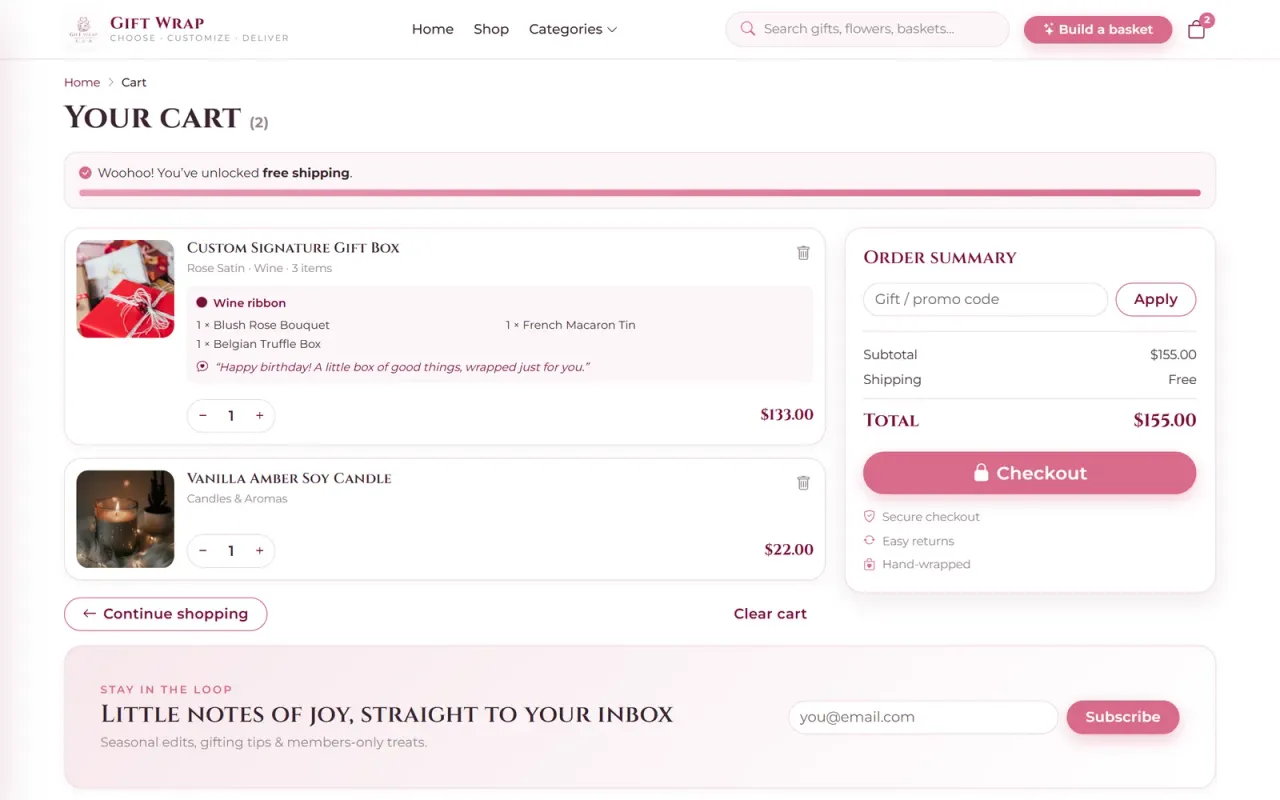 Gift Wrap
CHOOSE · CUSTOMIZE · DELIVER
Home
Shop
Categories
Search gifts, flowers, baskets...
Build a basket
2
Home > Cart
Your cart (2)
Woohoo! You’ve unlocked free shipping.
Custom Signature Gift Box
Rose Satin · Wine · 3 items
Wine ribbon
1 × Blush Rose Bouquet
1 × French Macaron Tin
1 × Belgian Truffle Box
“Happy birthday! A little box of good things, wrapped just for you.”
− 1 +
$133.00
Vanilla Amber Soy Candle
Candles & Aromas
− 1 +
$22.00
← Continue shopping
Clear cart
Order summary
Gift / promo code
Apply
Subtotal $155.00
Shipping Free
Total $155.00
Checkout
Secure checkout
Easy returns
Hand-wrapped
STAY IN THE LOOP
Little notes of joy, straight to your inbox
Seasonal edits, gifting tips & members-only treats.
you@email.com
Subscribe